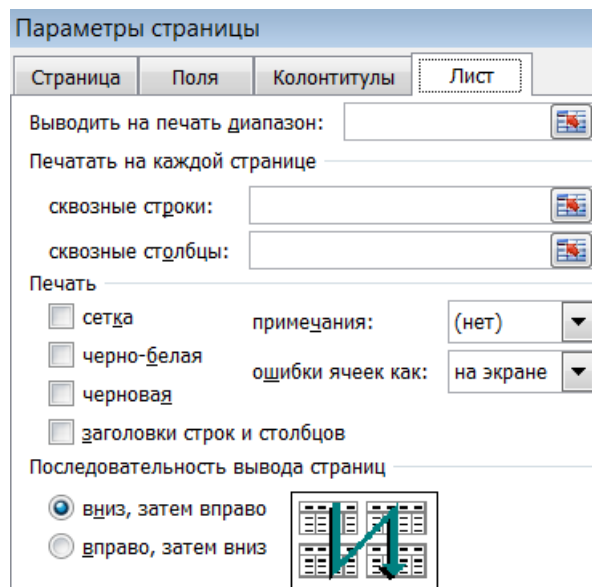 Параметры страницы
Страница Поля Колонтитулы Лист
Выводить на печать диапазон:
Печатать на каждой странице
сквозные строки:
сквозные столбцы:
Печать
сетка примечания: (нет)
черно-белая
ошибки ячеек как: на экране
черновая
заголовки строк и столбцов
Последовательность вывода страниц
вниз, затем вправо
вправо, затем вниз